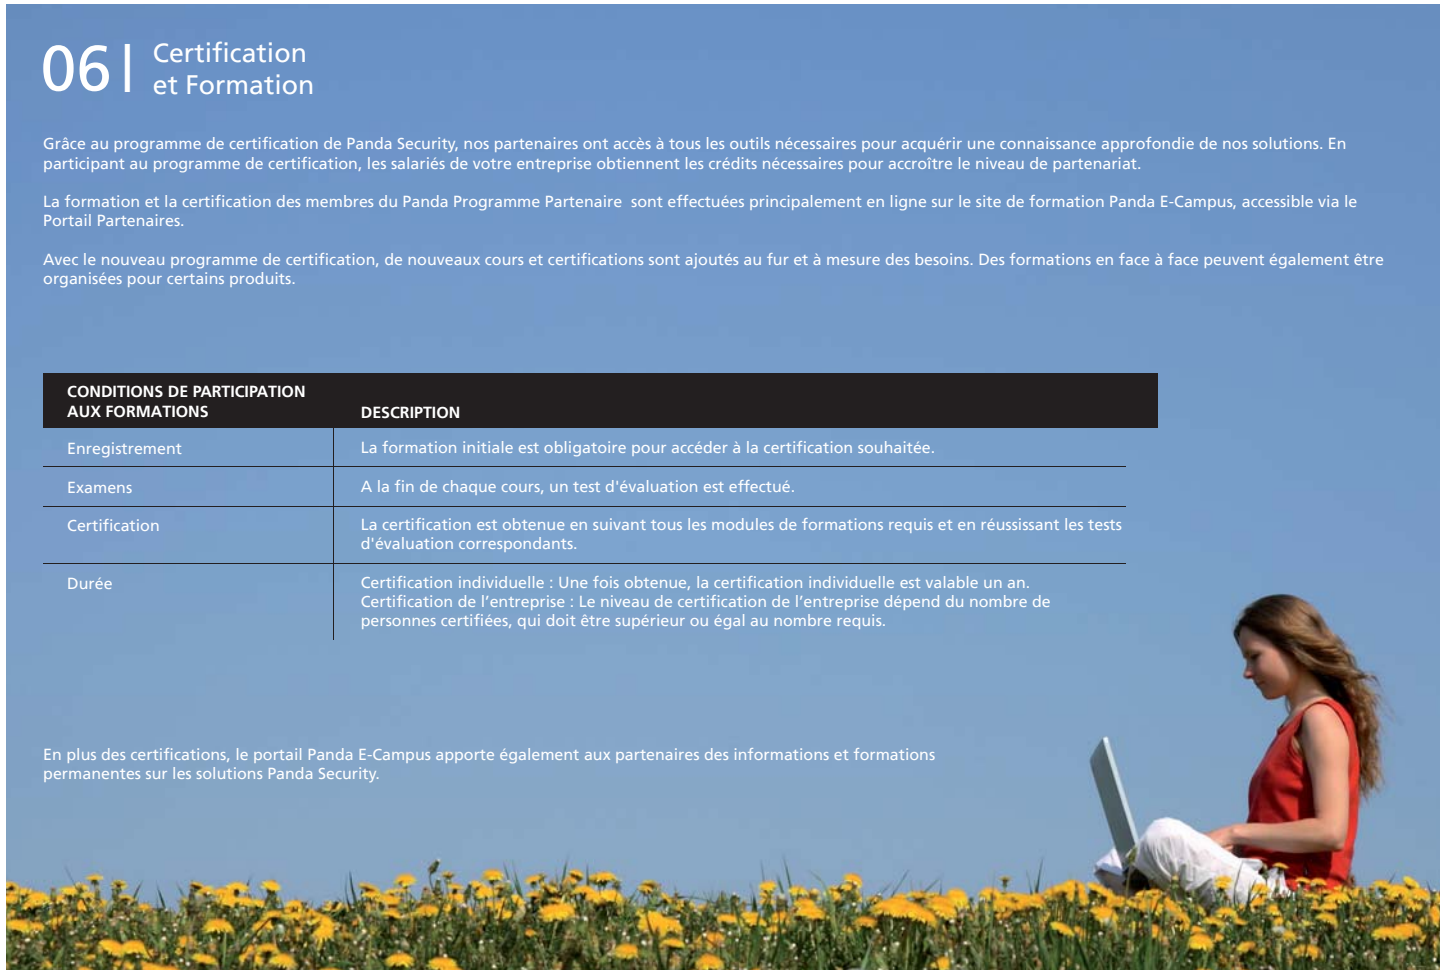 06 | Certification
et Formation
Grâce au programme de certification de Panda Security, nos partenaires ont accès à tous les outils nécessaires pour acquérir une connaissance approfondie de nos solutions. En
participant au programme de certification, les salariés de votre entreprise obtiennent les crédits nécessaires pour accroître le niveau de partenariat.
La formation et la certification des membres du Panda Programme Partenaire sont effectuées principalement en ligne sur le site de formation Panda E-Campus, accessible via le
Portail Partenaires.
Avec le nouveau programme de certification, de nouveaux cours et certifications sont ajoutés au fur et à mesure des besoins. Des formations en face à face peuvent également être
organisées pour certains produits.
CONDITIONS DE PARTICIPATION
AUX FORMATIONS
DESCRIPTION
Enregistrement
La formation initiale est obligatoire pour accéder à la certification souhaitée.
Examens
A la fin de chaque cours, un test d'évaluation est effectué.
Certification
La certification est obtenue en suivant tous les modules de formations requis et en réussissant les tests
d'évaluation correspondants.
Durée
Certification individuelle : Une fois obtenue, la certification individuelle est valable un an.
Certification de l’entreprise : Le niveau de certification de l’entreprise dépend du nombre de
personnes certifiées, qui doit être supérieur ou égal au nombre requis.
En plus des certifications, le portail Panda E-Campus apporte également aux partenaires des informations et formations
permanentes sur les solutions Panda Security.